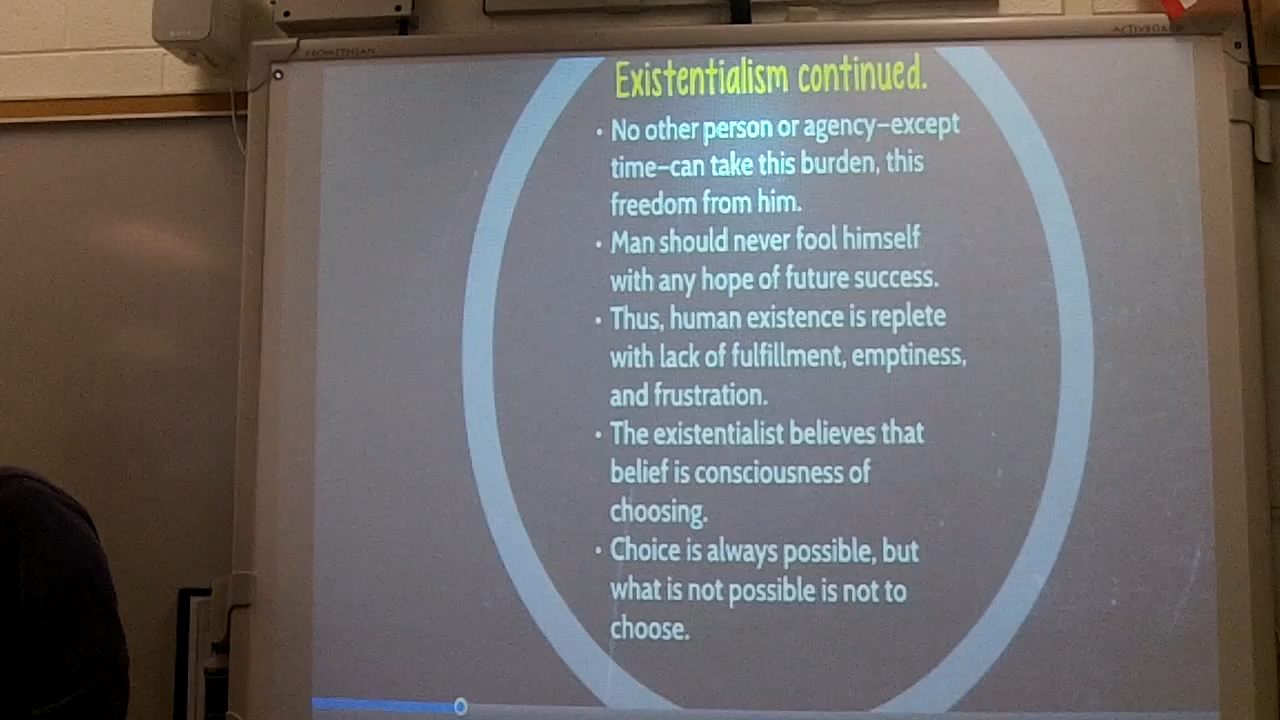 PROMETHEAN
ACTIVBOARD
Existentialism continued.
• No other person or agency–except
time–can take this burden, this
freedom from him.
• Man should never fool himself
with any hope of future success.
• Thus, human existence is replete
with lack of fulfillment, emptiness,
and frustration.
• The existentialist believes that
belief is consciousness of
choosing.
• Choice is always possible, but
what is not possible is not to
choose.